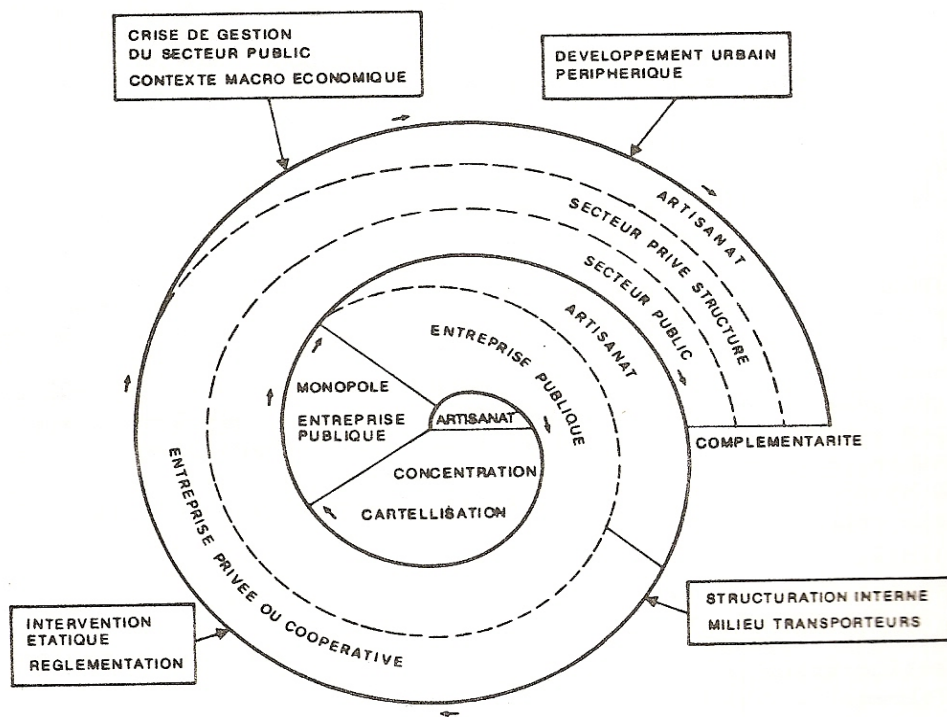 CRISE DE GESTION
DU SECTEUR PUBLIC
CONTEXTE MACRO ECONOMIQUE
DEVELOPPEMENT URBAIN
PERIPHERIQUE
ARTISANAT
SECTEUR PRIVE STRUCTURE
SECTEUR PUBLIC
ARTISANAT
ENTREPRISE PUBLIQUE
MONOPOLE
ENTREPRISE
PUBLIQUE
ARTISANAT
CONCENTRATION
CARTELLISATION
COMPLEMENTARITE
ENTREPRISE PRIVEE OU COOPERATIVE
INTERVENTION
ETATIQUE
REGLEMENTATION
STRUCTURATION INTERNE
MILIEU TRANSPORTEURS